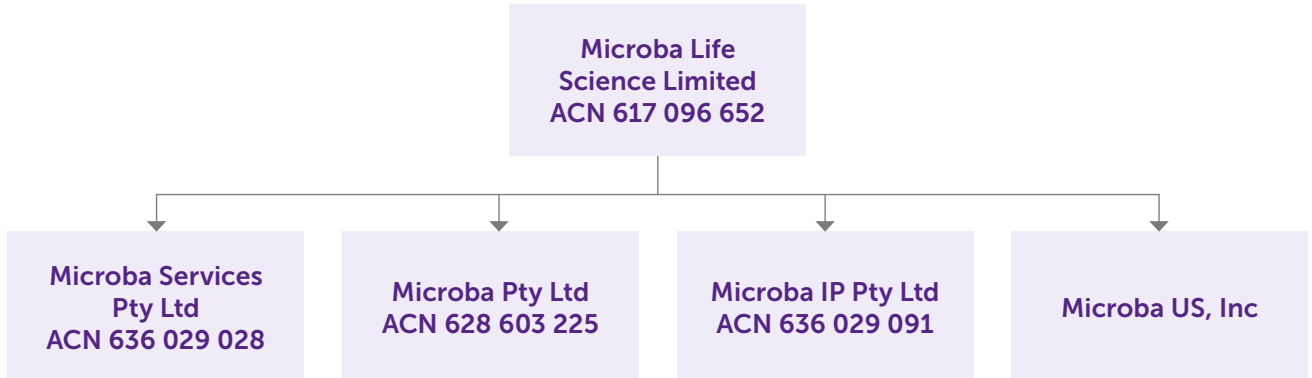 Microba Life
Science Limited
ACN 617 096 652
Microba Services
Pty Ltd
ACN 636 029 028
Microba Pty Ltd
ACN 628 603 225
Microba IP Pty Ltd
ACN 636 029 091
Microba US, Inc